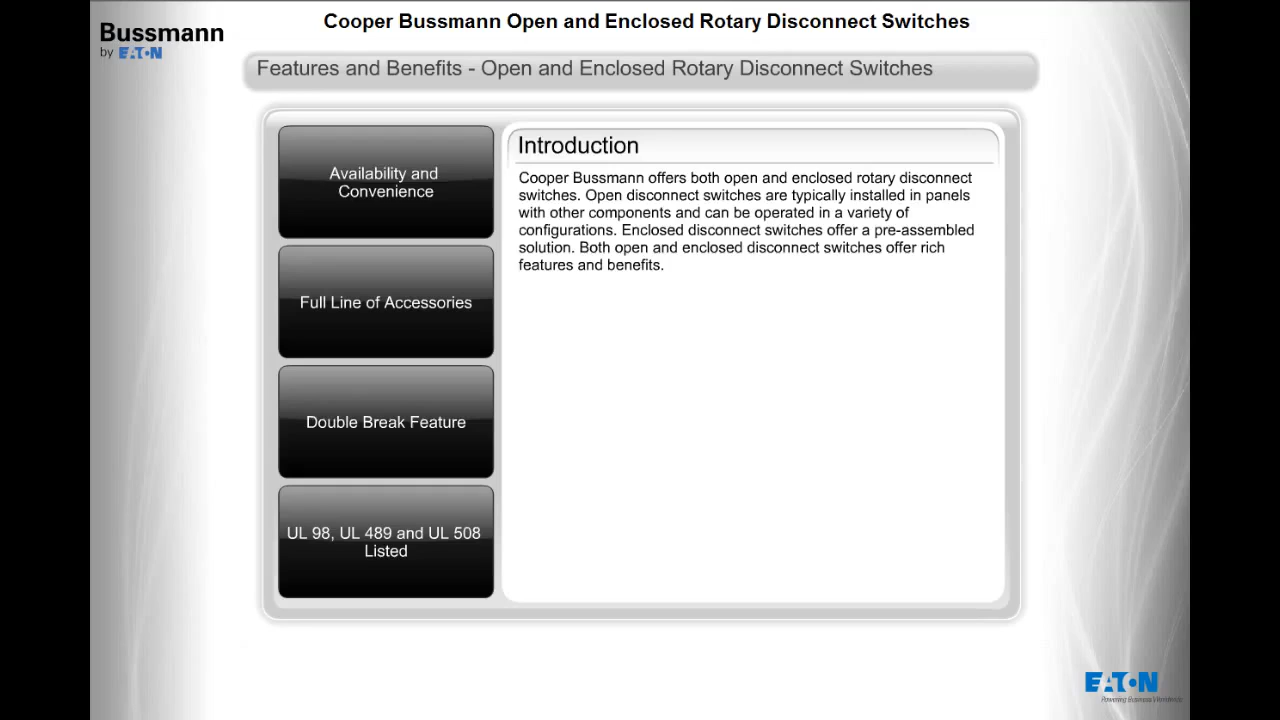 Cooper Bussmann Open and Enclosed Rotary Disconnect Switches
Bussmann
by EATON
Features and Benefits - Open and Enclosed Rotary Disconnect Switches
Availability and
Convenience
Full Line of Accessories
Double Break Feature
UL 98, UL 489 and UL 508
Listed
Introduction
Cooper Bussmann offers both open and enclosed rotary disconnect
switches. Open disconnect switches are typically installed in panels
with other components and can be operated in a variety of
configurations. Enclosed disconnect switches offer a pre-assembled
solution. Both open and enclosed disconnect switches offer rich
features and benefits.
EATON
Powering Business Worldwide